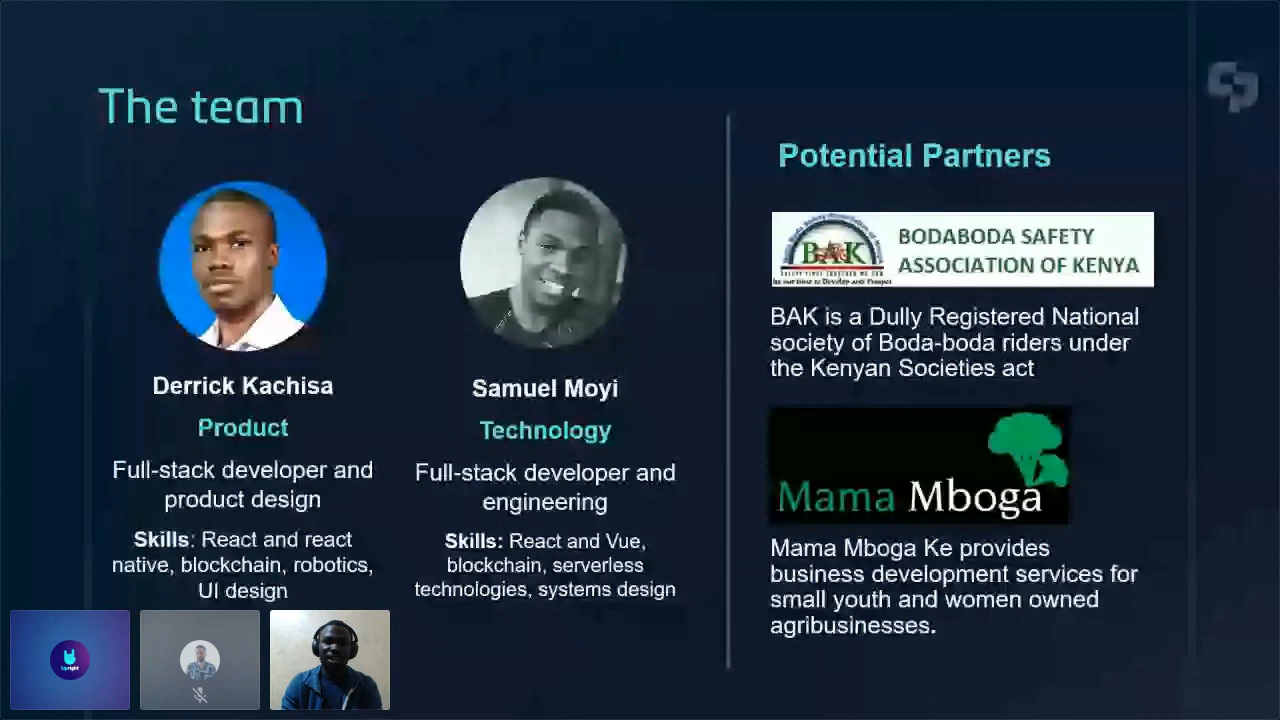 The team
Derrick Kachisa
Product
Full-stack developer and
product design
Skills: React and react
native, blockchain, robotics,
UI design
Samuel Moyi
Technology
Full-stack developer and
engineering
Skills: React and Vue,
blockchain, serverless
technologies, systems design
Potential Partners
BAK
BODABODA SAFETY
ASSOCIATION OF KENYA
BAK is a Dully Registered National
society of Boda-boda riders under
the Kenyan Societies act
Mama Mboga
Mama Mboga Ke provides
business development services for
small youth and women owned
agribusinesses.
Upright